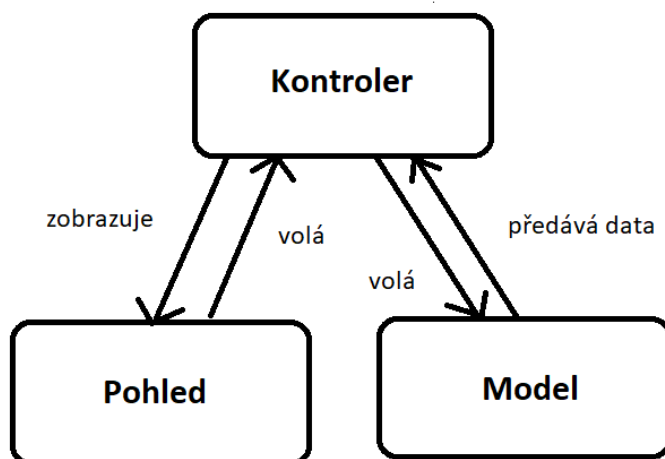 Kontroler
zobrazuje
volá
předává data
volá
Pohled
Model